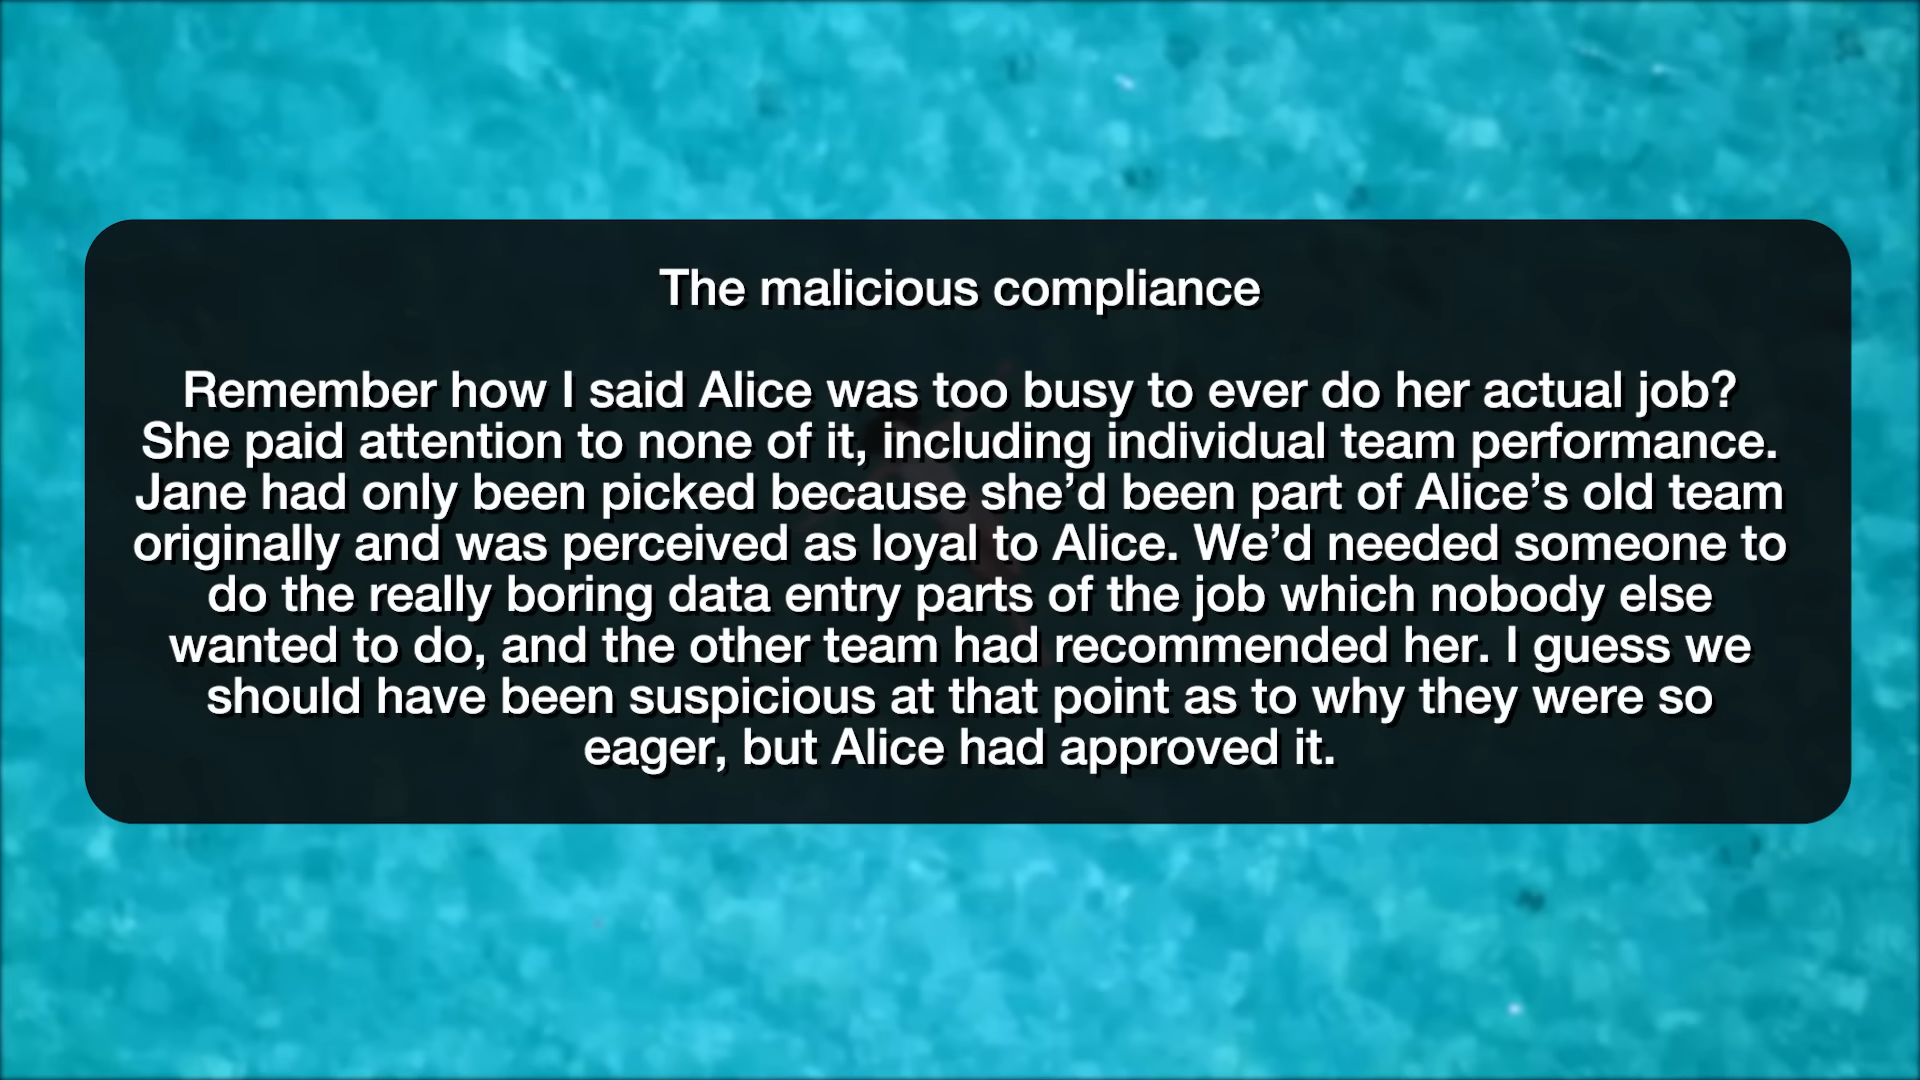 The malicious compliance
Remember how I said Alice was too busy to ever do her actual job?
She paid attention to none of it, including individual team performance.
Jane had only been picked because she’d been part of Alice’s old team
originally and was perceived as loyal to Alice. We’d needed someone to
do the really boring data entry parts of the job which nobody else
wanted to do, and the other team had recommended her. I guess we
should have been suspicious at that point as to why they were so
eager, but Alice had approved it.